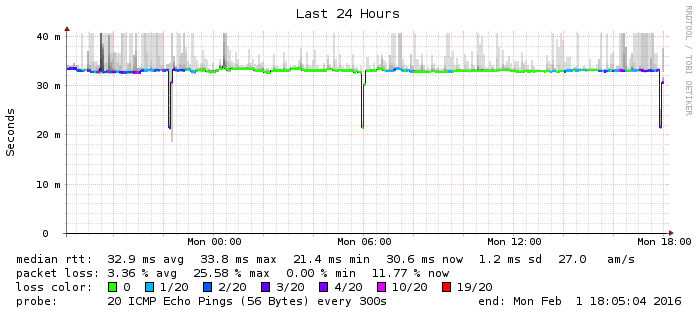 Last 24 Hours
RRDTOOL / TOBI OETIKER
Seconds
40 m
30 m
20 m
10 m
0
Mon 00:00 Mon 06:00 Mon 12:00 Mon 18:00
median rtt: 32.9 ms avg 33.8 ms max 21.4 ms min 30.6 ms now 1.2 ms sd 27.0 am/s
packet loss: 3.36 % avg 25.58 % max 0.00 % min 11.77 % now
loss color: 0 1/20 2/20 3/20 4/20 10/20 19/20
probe: 20 ICMP Echo Pings (56 Bytes) every 300s end: Mon Feb 1 18:05:04 2016